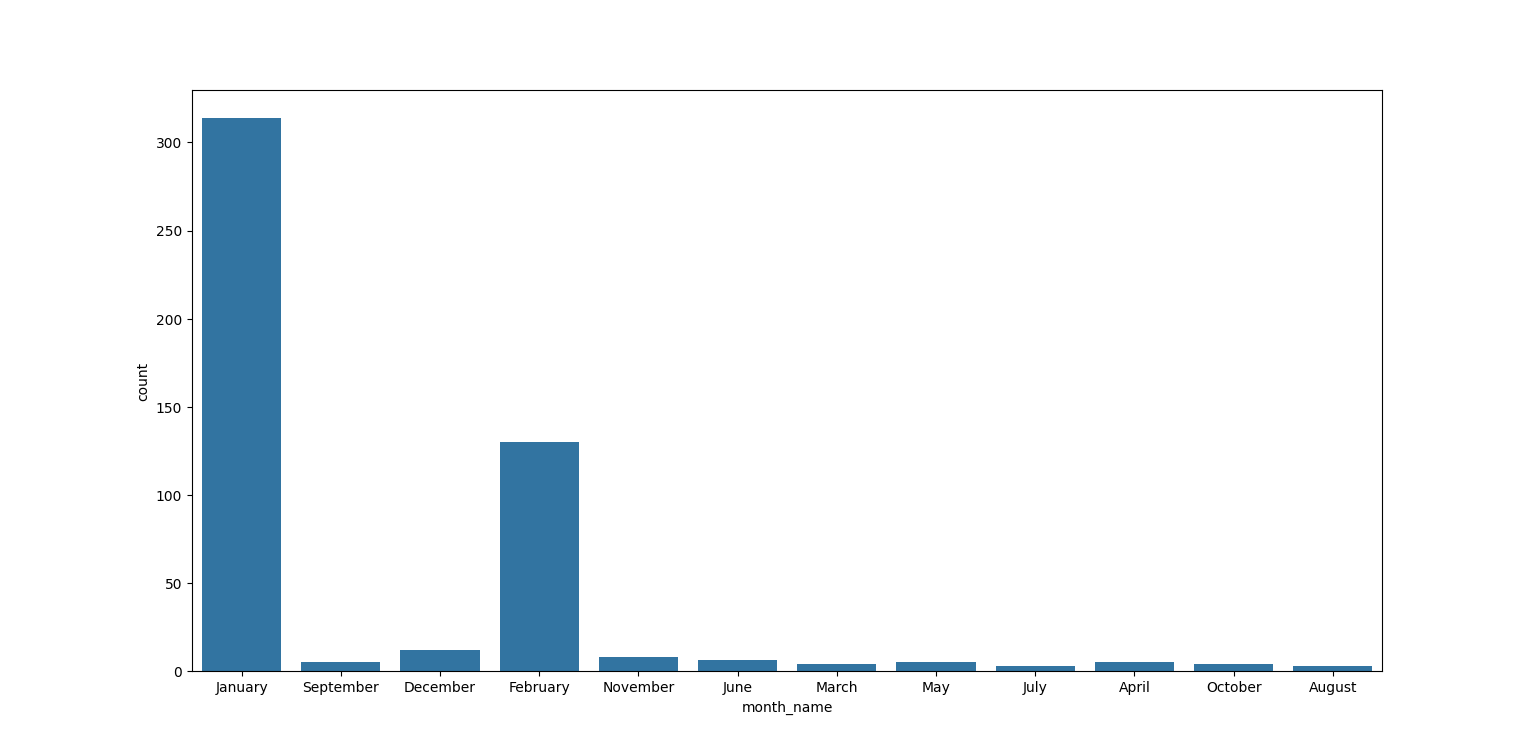 300
250
200
150
100
50
0
count
January September December February November June March May July April October August
month_name